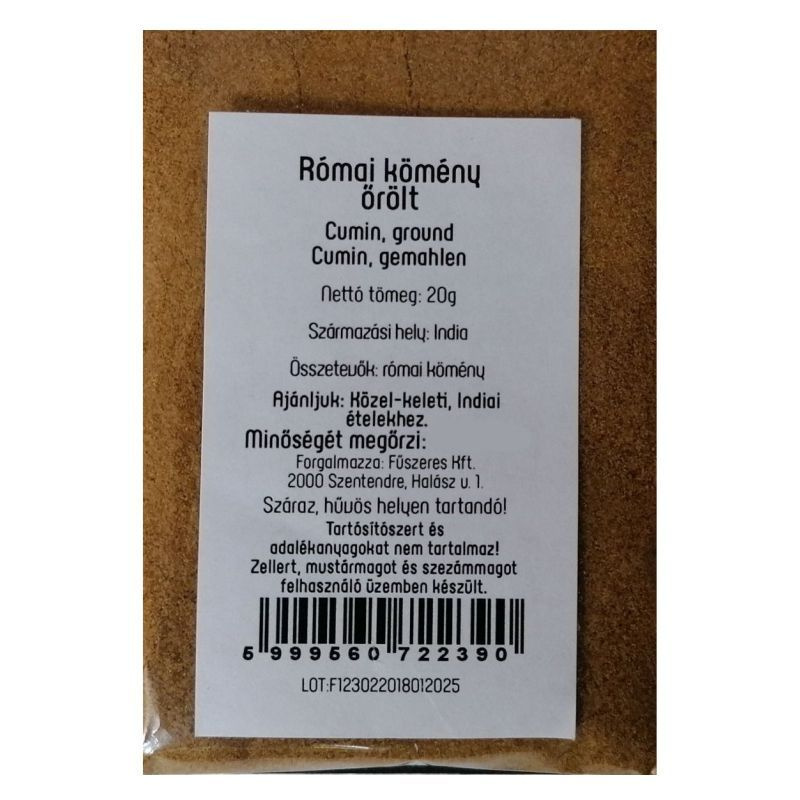 Római kömény
őrölt
Cumin, ground
Cumin, gemahlen
Nettó tömeg: 20g
Származási hely: India
Összetevők: római kömény
Ajánljuk: Közel-keleti, Indiai
ételekhez.
Minőségét megőrzi:
Forgalmazza: Fűszeres Kft.
2000 Szentendre, Halász u. 1.
Száraz, hűvös helyen tartandó!
Tartósítószert és
adalékanyagokat nem tartalmaz!
Zellert, mustármagot és szezámmagot
felhasználó üzemben készült.
5 999560 722390
LOT:F123022018012025